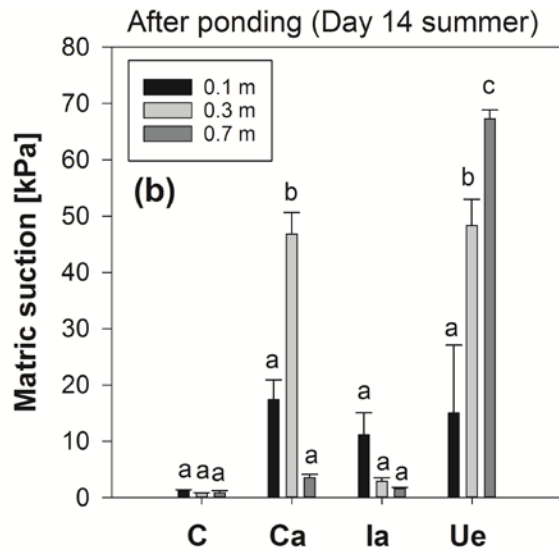 After ponding (Day 14 summer)
80
70
60
50
40
30
20
10
0
Matric suction [kPa]
0.1 m
0.3 m
0.7 m
(b)
a a a
a b a
a a a
a b c
C Ca Ia Ue